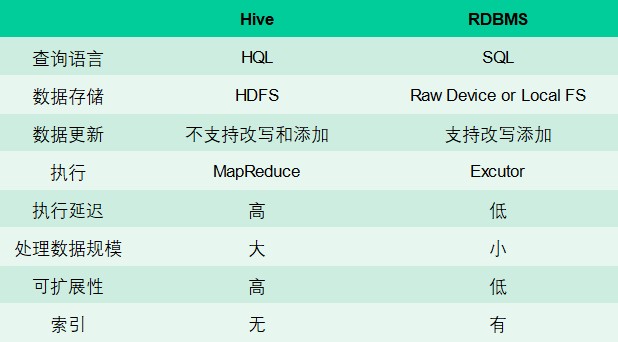 Hive RDBMS
查询语言 HQL SQL
数据存储 HDFS Raw Device or Local FS
数据更新 不支持改写和添加 支持改写添加
执行 MapReduce Excutor
执行延迟 高 低
处理数据规模 大 小
可扩展性 高 低
索引 无 有